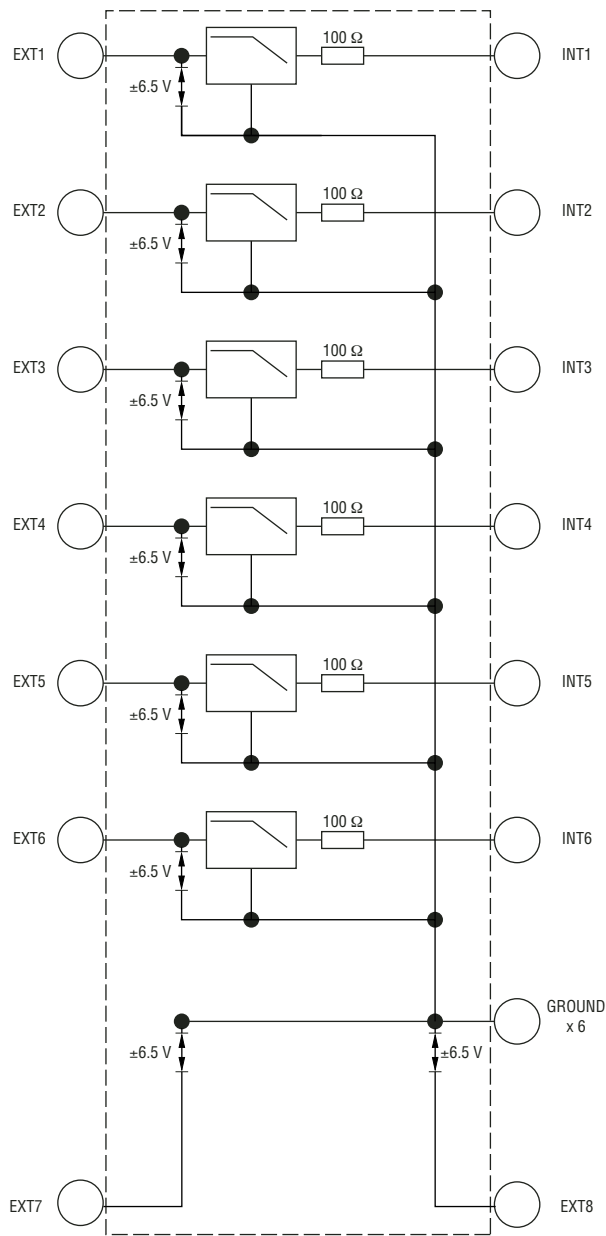 100 Ω
EXT1
INT1
±6.5 V
100 Ω
EXT2
INT2
±6.5 V
100 Ω
EXT3
INT3
±6.5 V
100 Ω
EXT4
INT4
±6.5 V
100 Ω
EXT5
INT5
±6.5 V
100 Ω
EXT6
INT6
±6.5 V
GROUND
x 6
±6.5 V
±6.5 V
EXT7
EXT8